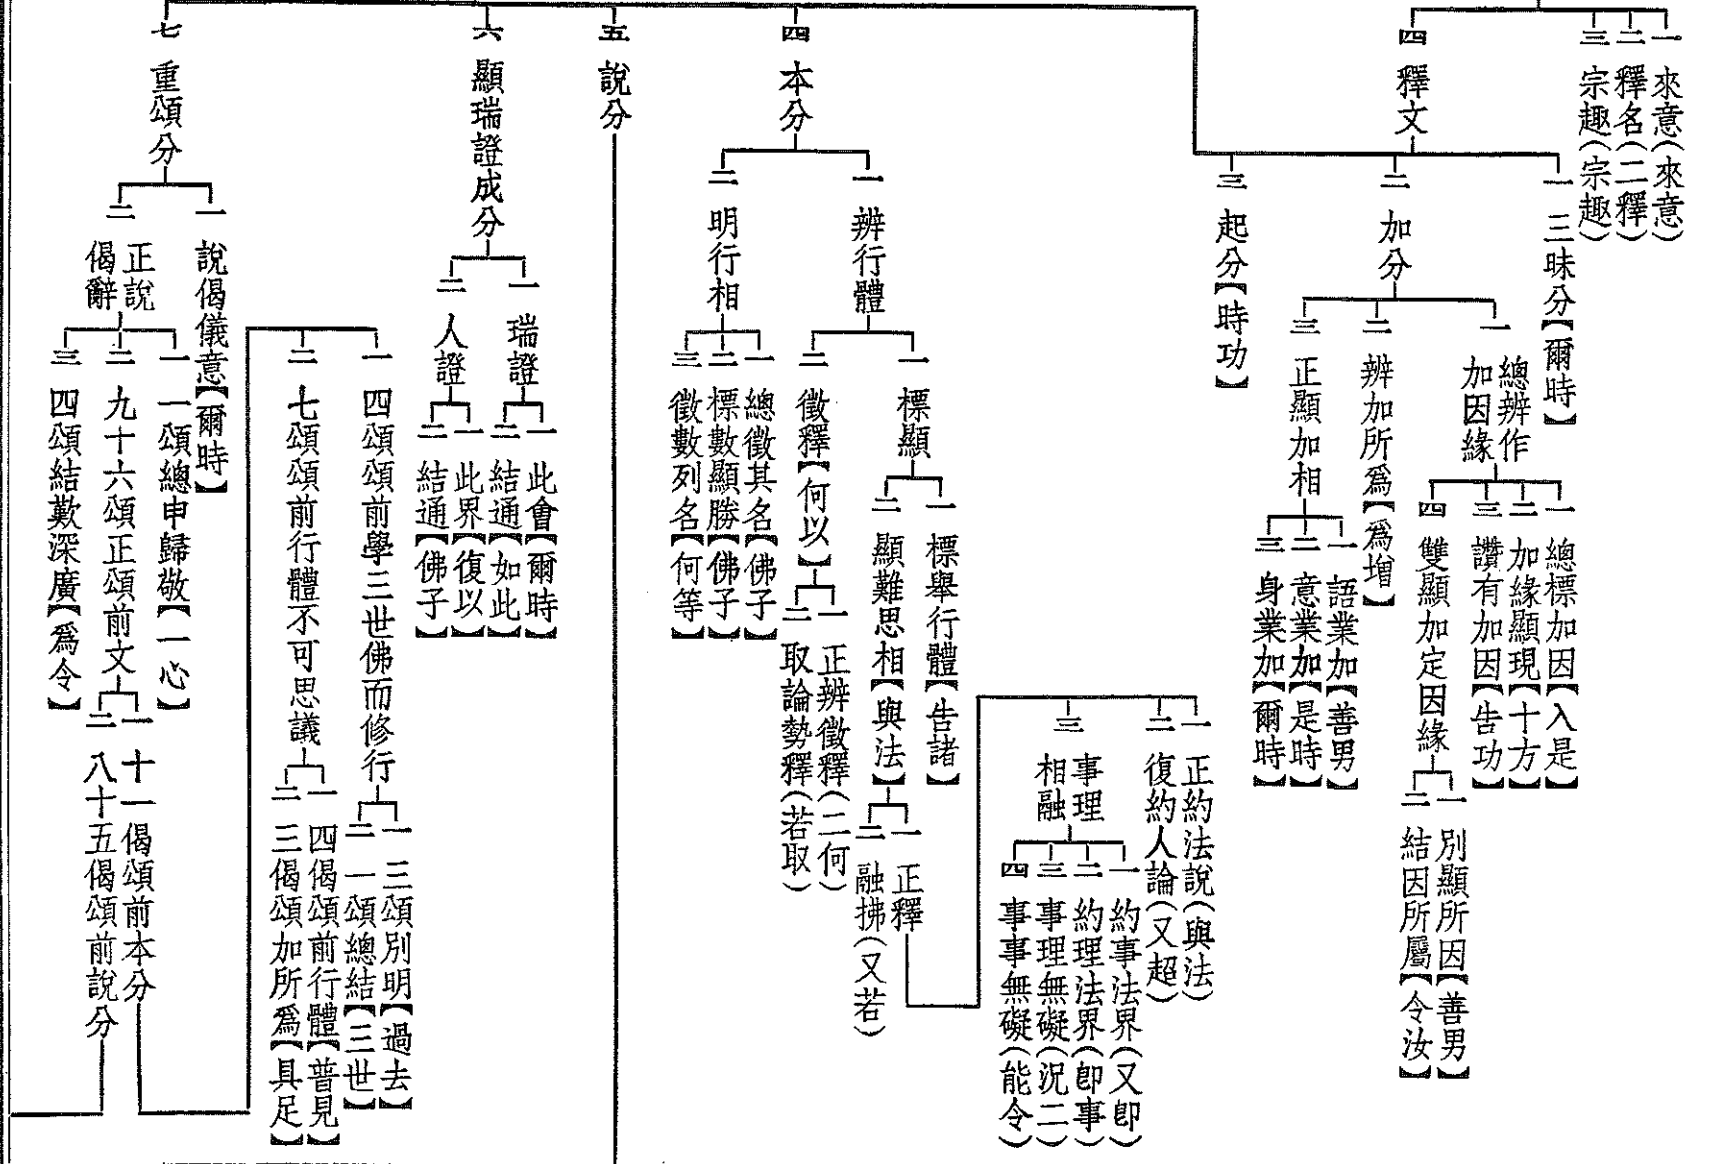 一 來意(來意)
二 釋名(二釋)
三 宗趣(宗趣)
四 釋文
一 三昧分【爾時】
二 加分
一 總辨作加因緣
一 總標加因【入是】
二 加緣顯現【十方】
三 讚有加因【告功】
四 雙顯加定因緣
一 別顯所因【善男】
二 結因所屬【令汝】
二 辨加所爲【爲增】
三 正顯加相
一 語業加【善男】
二 意業加【是時】
三 身業加【爾時】
三 起分【時功】
四 本分
一 辨行體
一 標顯
一 標舉行體【告諸】
二 顯難思相【與法】
一 正釋
一 正約法說(與法)
二 復約人論(又超)
三 事理相融
一 約事法界(又卽)
二 約理法界(卽事)
三 事理無礙(況二)
四 事事無礙(能令)
二 融拂(又若)
二 徵釋【何以】
一 正辨徵釋(二何)
二 取論勢釋(若取)
二 明行相
一 總徵其名【佛子】
二 標數顯勝【佛子】
三 徵數列名【何等】
五 說分
六 顯瑞證成分
一 瑞證
一 此會【爾時】
二 結通【如此】
二 人證
一 此界【復以】
二 結通【佛子】
七 重頌分
一 說偈儀意【爾時】
二 正說偈辭
一 一頌總申歸敬【一心】
二 九十六頌正頌前文
一 十一偈頌前本分
一 四頌頌前學三世佛而修行
一 三頌別明【過去】
二 一頌總結【三世】
二 七頌頌前行體不可思議
一 四偈頌前行體【普見】
二 三偈頌加所爲【具足】
二 八十五偈頌前說分
三 四頌結歎深廣【爲令】